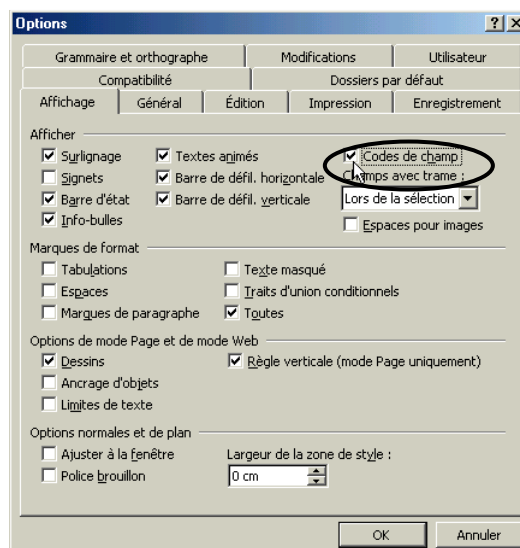 Options
Grammaire et orthographe Modifications Utilisateur
Compatibilité Dossiers par défaut
Affichage Général Édition Impression Enregistrement
Afficher
Surlignage Textes animés Codes de champ
Signets Barre de défil. horizontale Champs avec trame :
Barre d'état Barre de défil. verticale Lors de la sélection
Info-bulles Espaces pour images
Marques de format
Tabulations Texte masqué
Espaces Traits d'union conditionnels
Marques de paragraphe Toutes
Options de mode Page et de mode Web
Dessins Règle verticale (mode Page uniquement)
Ancrage d'objets
Limites de texte
Options normales et de plan
Ajuster à la fenêtre Largeur de la zone de style :
Police brouillon 0 cm
OK Annuler